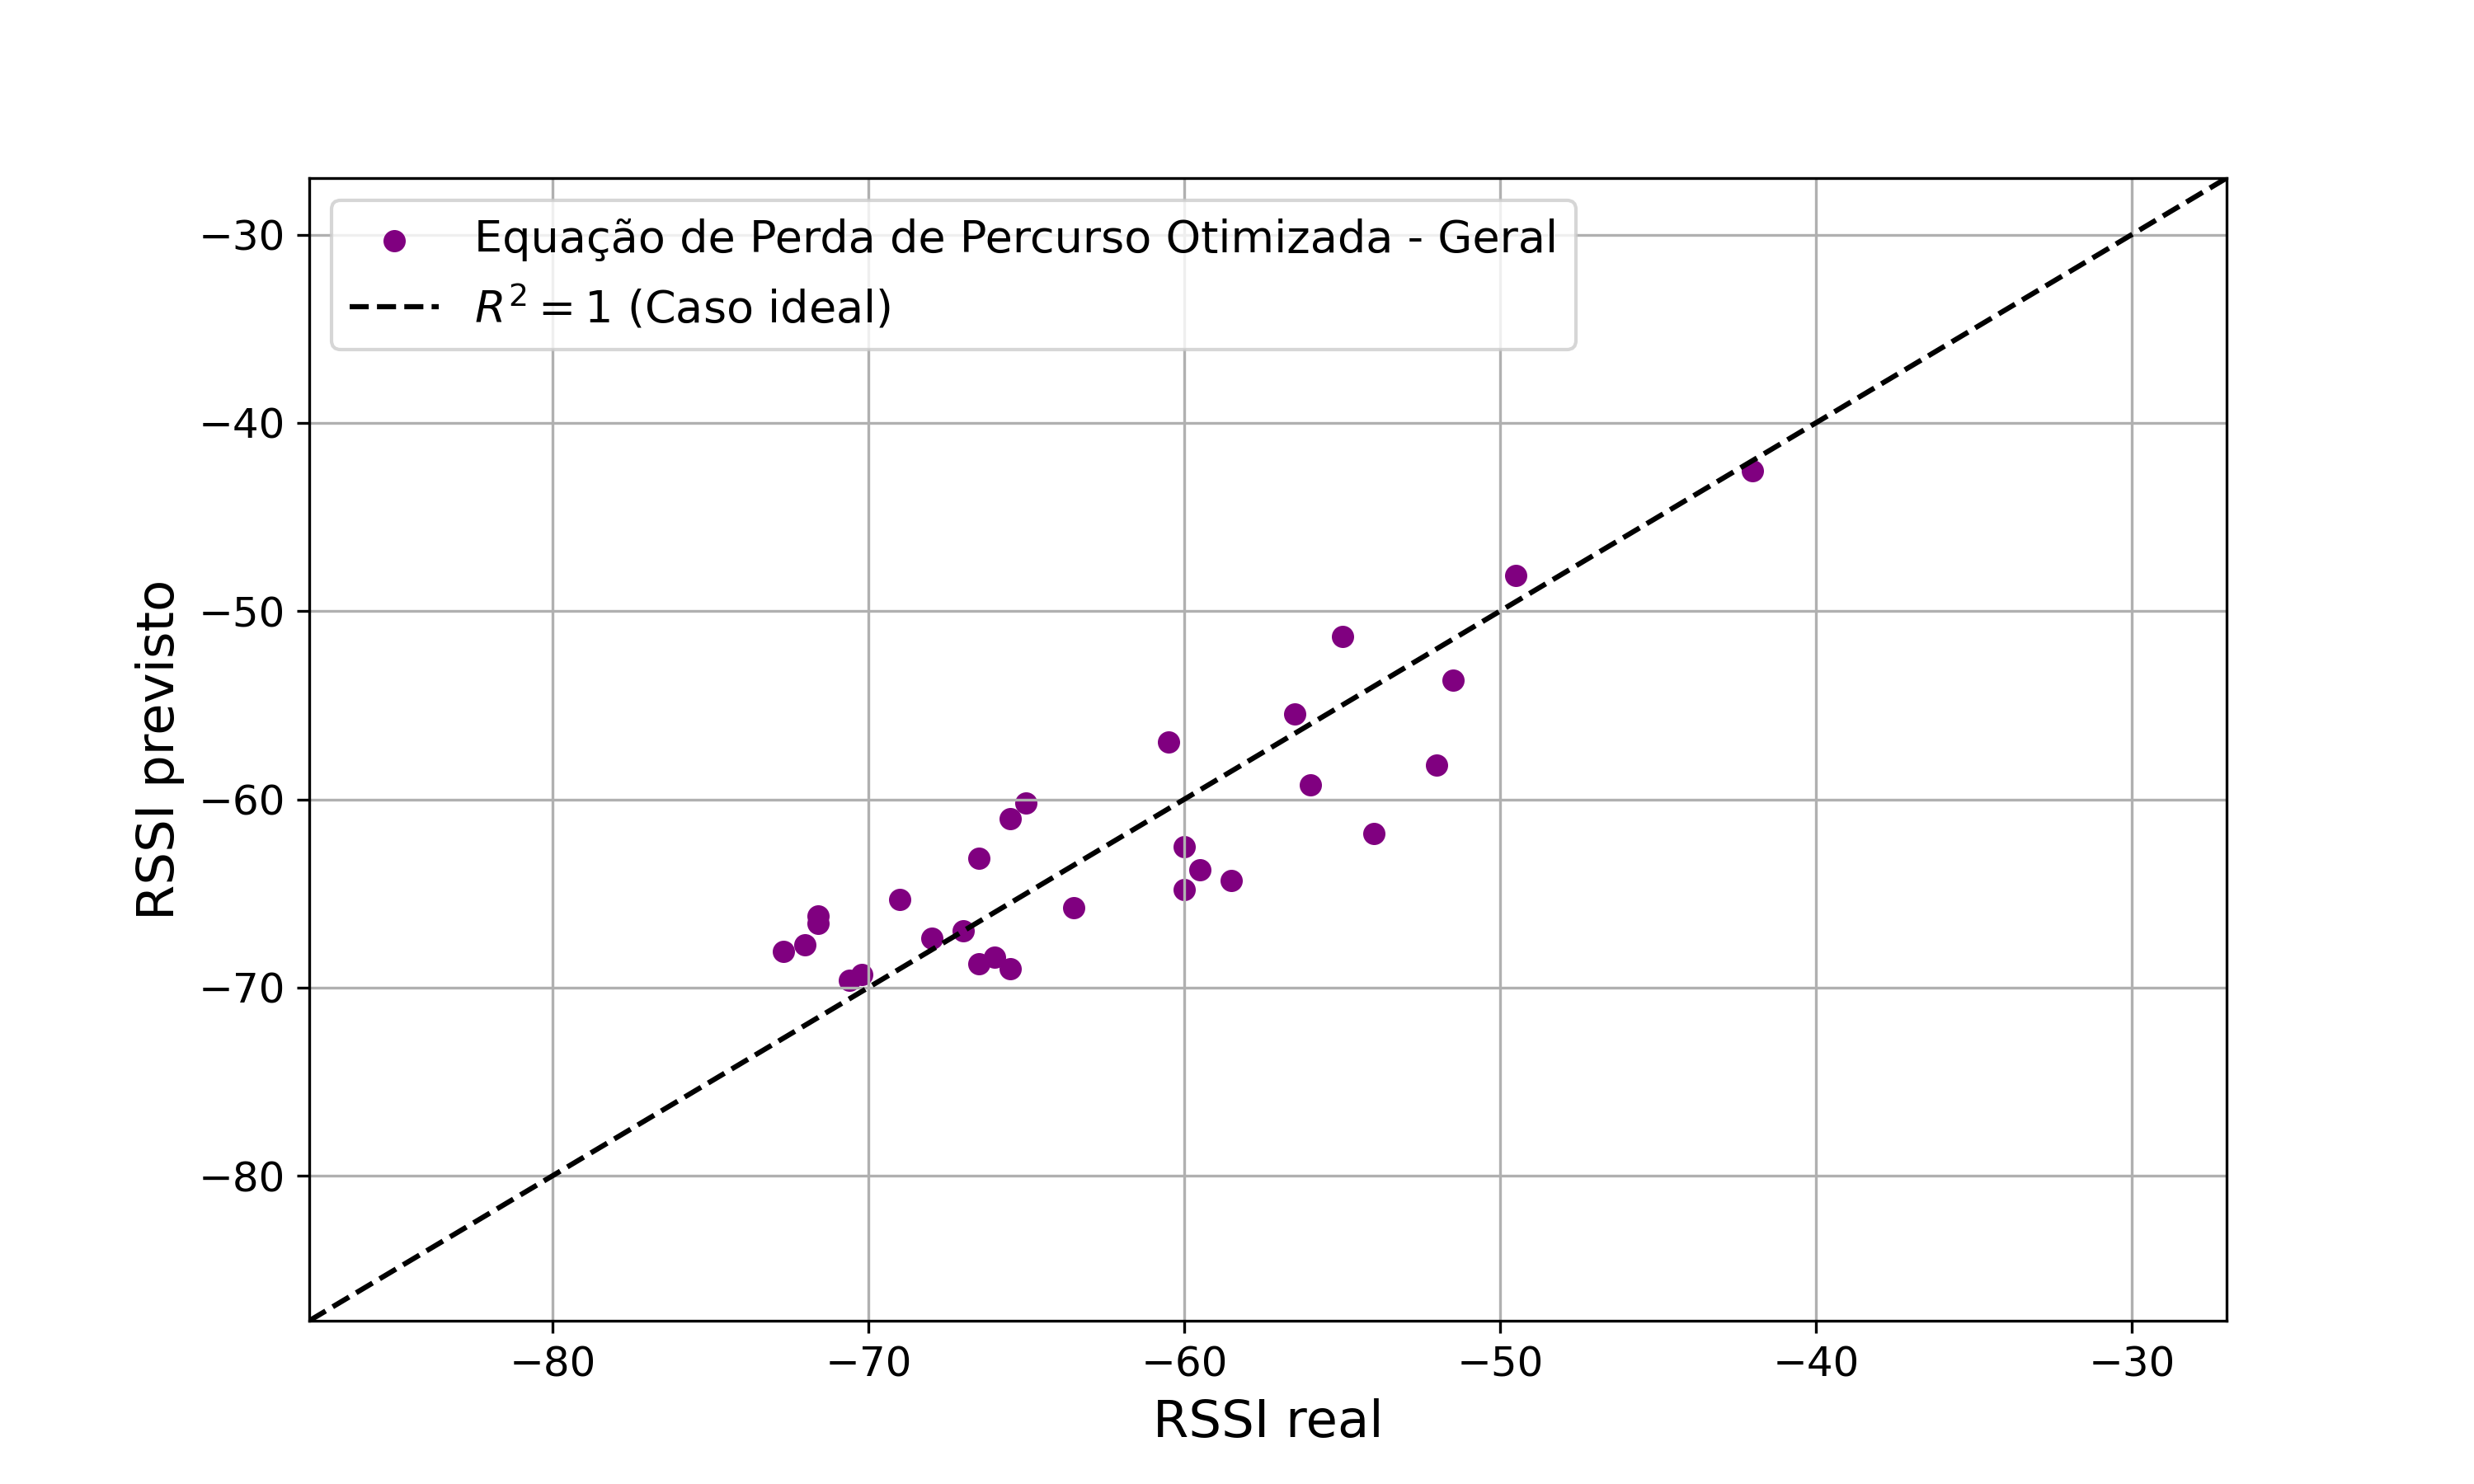 Equação de Perda de Percurso Otimizada - Geral
R² = 1 (Caso ideal)
−30
−40
−50
−60
−70
−80
RSSI previsto
−80 −70 −60 −50 −40 −30
RSSI real